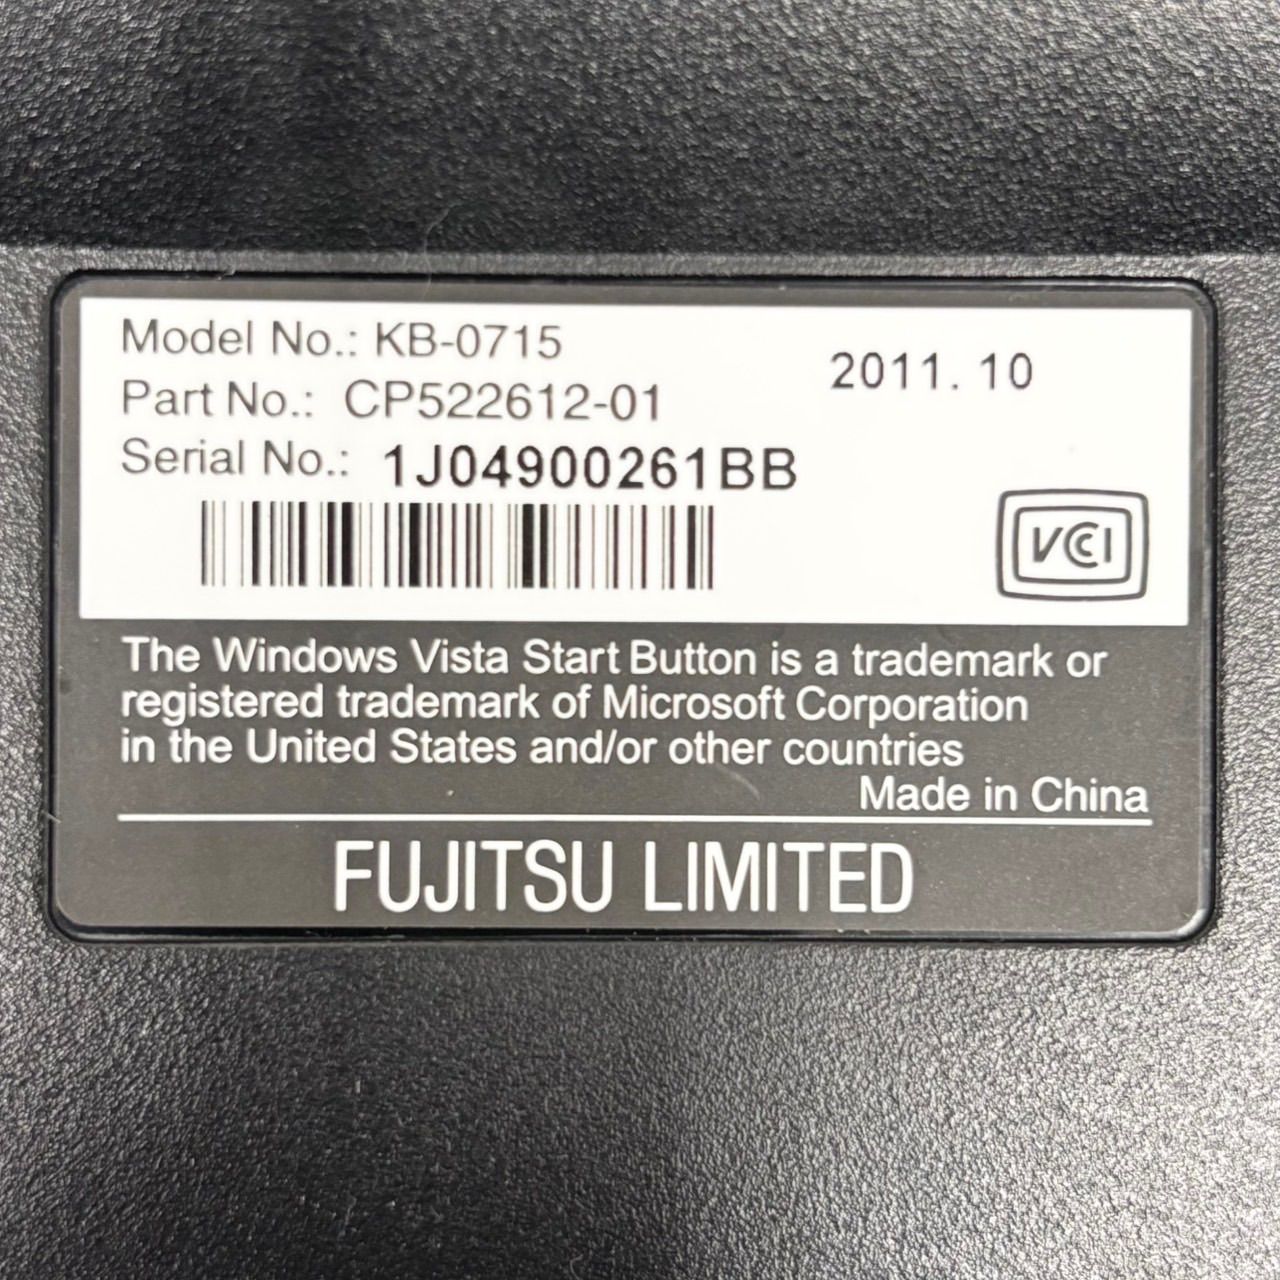 Model No.: KB-0715
2011. 10
Part No.: CP522612-01
Serial No.: 1J04900261BB
VCCI
The Windows Vista Start Button is a trademark or
registered trademark of Microsoft Corporation
in the United States and/or other countries
Made in China
FUJITSU LIMITED